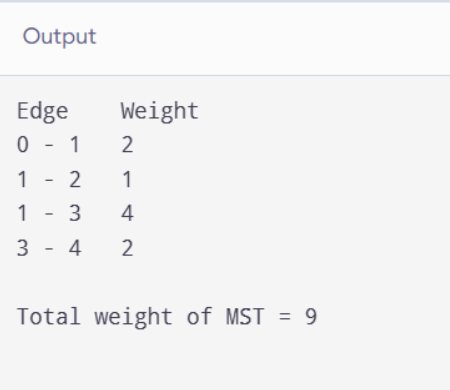 Output
Edge    Weight
0 - 1   2
1 - 2   1
1 - 3   4
3 - 4   2
Total weight of MST = 9